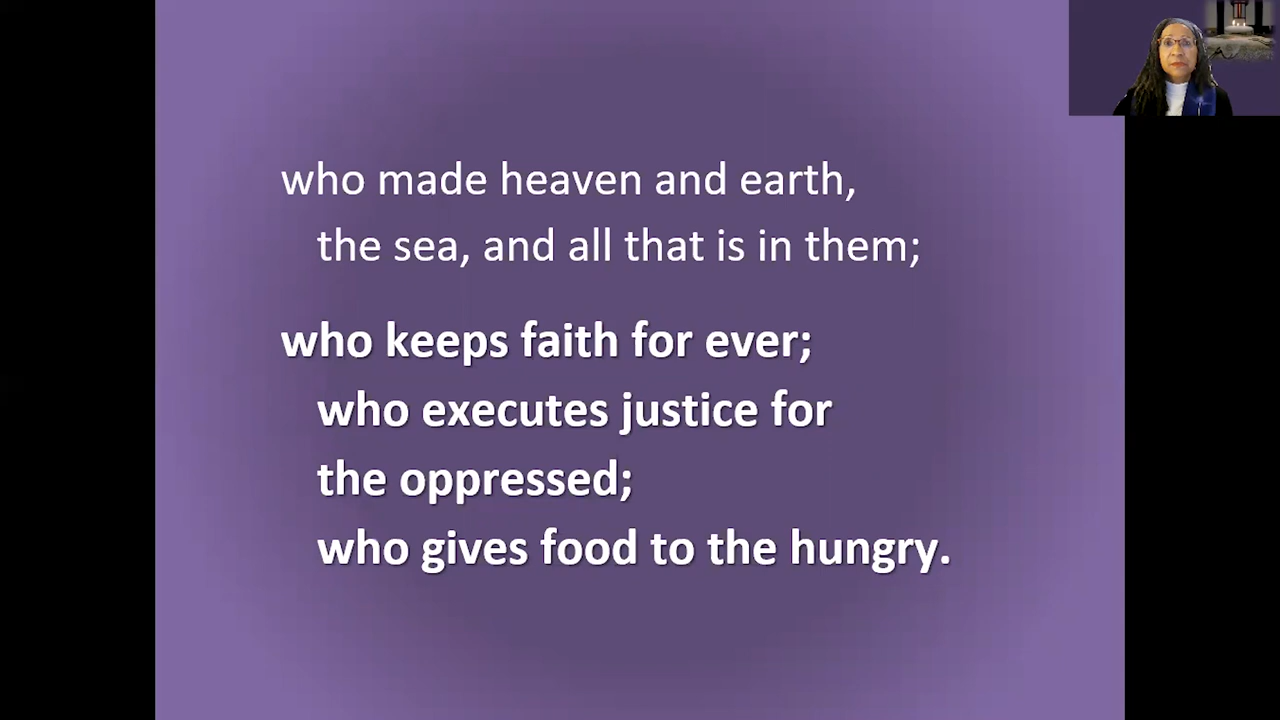 who made heaven and earth,
the sea, and all that is in them;
who keeps faith for ever;
who executes justice for
the oppressed;
who gives food to the hungry.